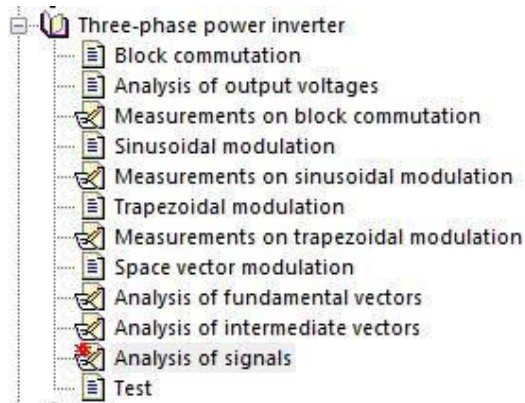 Three-phase power inverter
Block commutation
Analysis of output voltages
Measurements on block commutation
Sinusoidal modulation
Measurements on sinusoidal modulation
Trapezoidal modulation
Measurements on trapezoidal modulation
Space vector modulation
Analysis of fundamental vectors
Analysis of intermediate vectors
Analysis of signals
Test